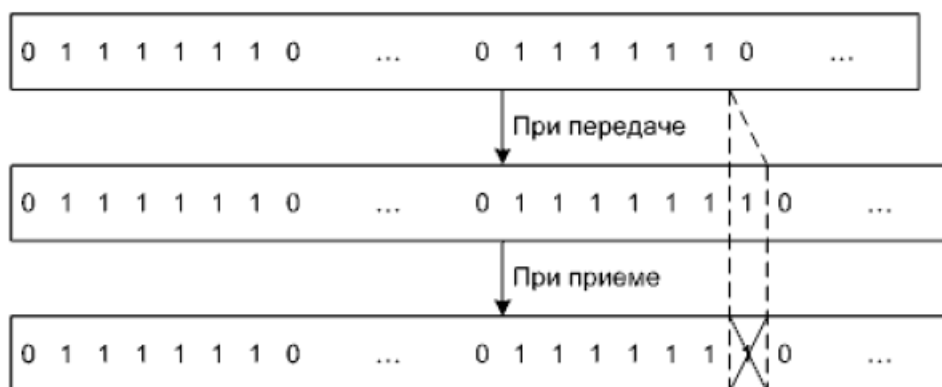 0 1 1 1 1 1 1 0 ... 0 1 1 1 1 1 1 0 ...
При передаче
0 1 1 1 1 1 1 0 ... 0 1 1 1 1 1 1 1 0 ...
При приеме
0 1 1 1 1 1 1 0 ... 0 1 1 1 1 1 1 1 0 ...